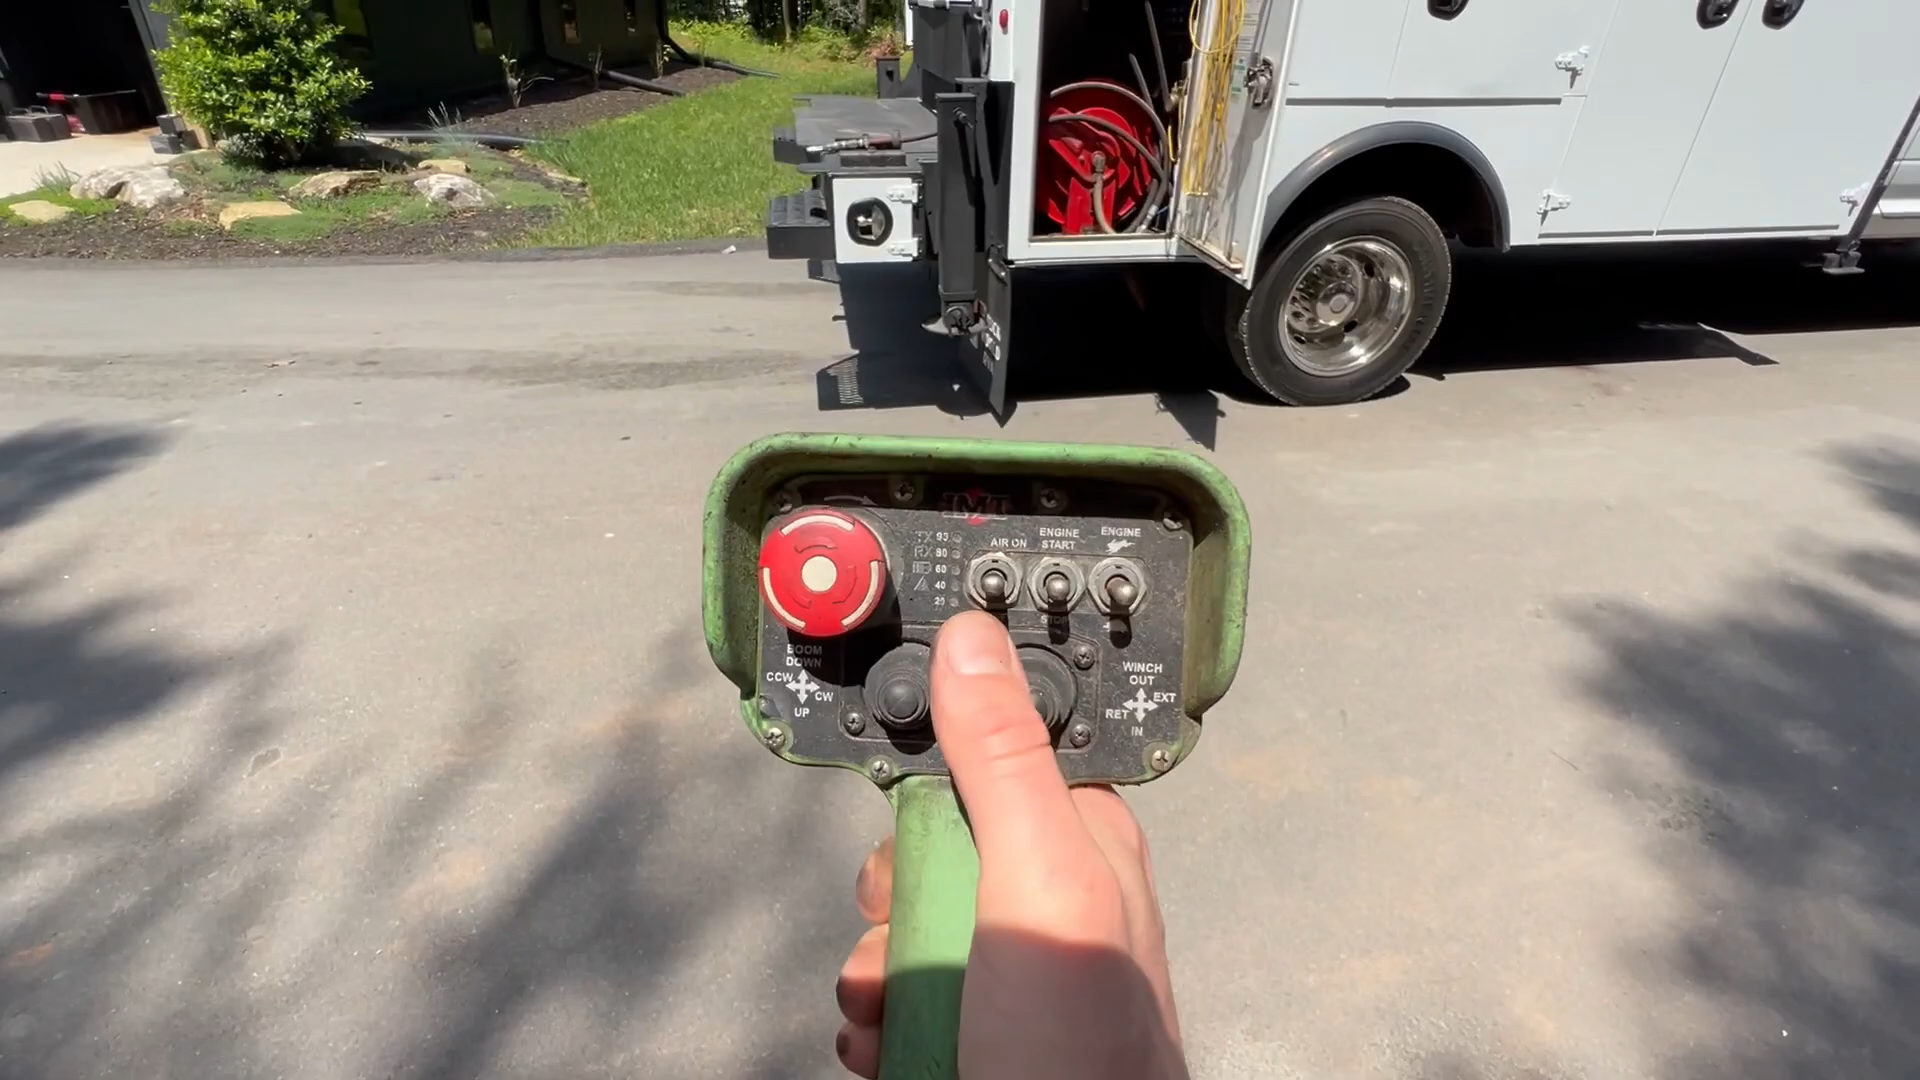 IMT
TX 93
RX 80
60
40
20
AIR ON
ENGINE
START
ENGINE
STOP
BOOM
DOWN
CCW
CW
UP
WINCH
OUT
EXT
RET
IN